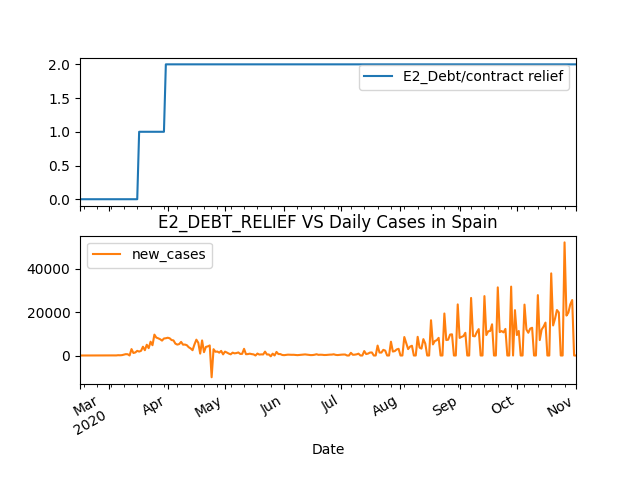 2.0
1.5
1.0
0.5
0.0
E2_Debt/contract relief
E2_DEBT_RELIEF VS Daily Cases in Spain
40000
20000
0
new_cases
Mar
2020
Apr
May
Jun
Jul
Aug
Sep
Oct
Nov
Date